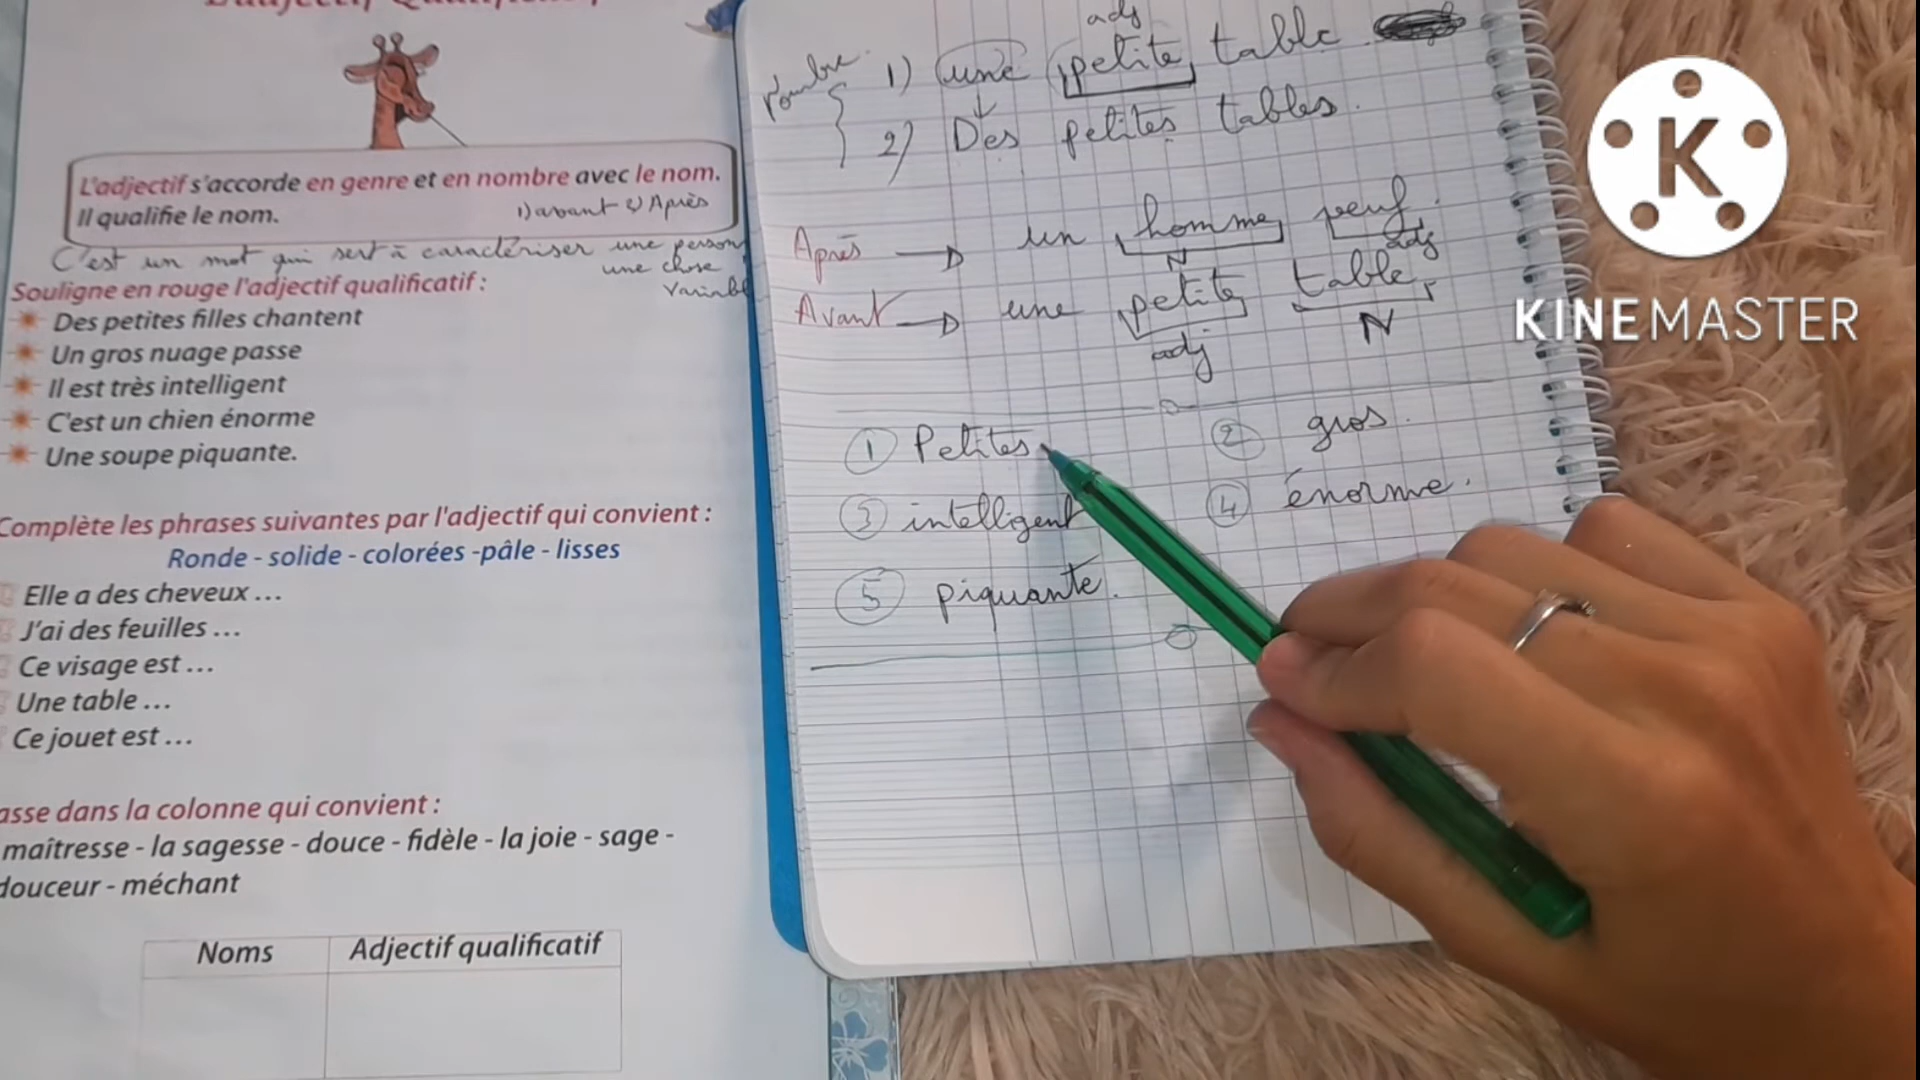 L'adjectif Qualificatif
L'adjectif s'accorde en genre et en nombre avec le nom.
Il qualifie le nom.
1) avant 2) Après
C'est un mot qui sert à caractériser une person
une chose
variabl
Souligne en rouge l'adjectif qualificatif :
Des petites filles chantent
Un gros nuage passe
Il est très intelligent
C'est un chien énorme
Une soupe piquante.
Complète les phrases suivantes par l'adjectif qui convient :
Ronde - solide - colorées -pâle - lisses
Elle a des cheveux ...
J'ai des feuilles ...
Ce visage est ...
Une table ...
Ce jouet est ...
asse dans la colonne qui convient :
maîtresse - la sagesse - douce - fidèle - la joie - sage -
douceur - méchant
Noms Adjectif qualificatif
adj
1) une petite table.
2) Des petites tables.
Après un homme neuf.
N adj
Avant une petite table
adj N
1 Petites 2 gros.
3 intelligent 4 énorme.
5 piquante.
K
KINEMASTER